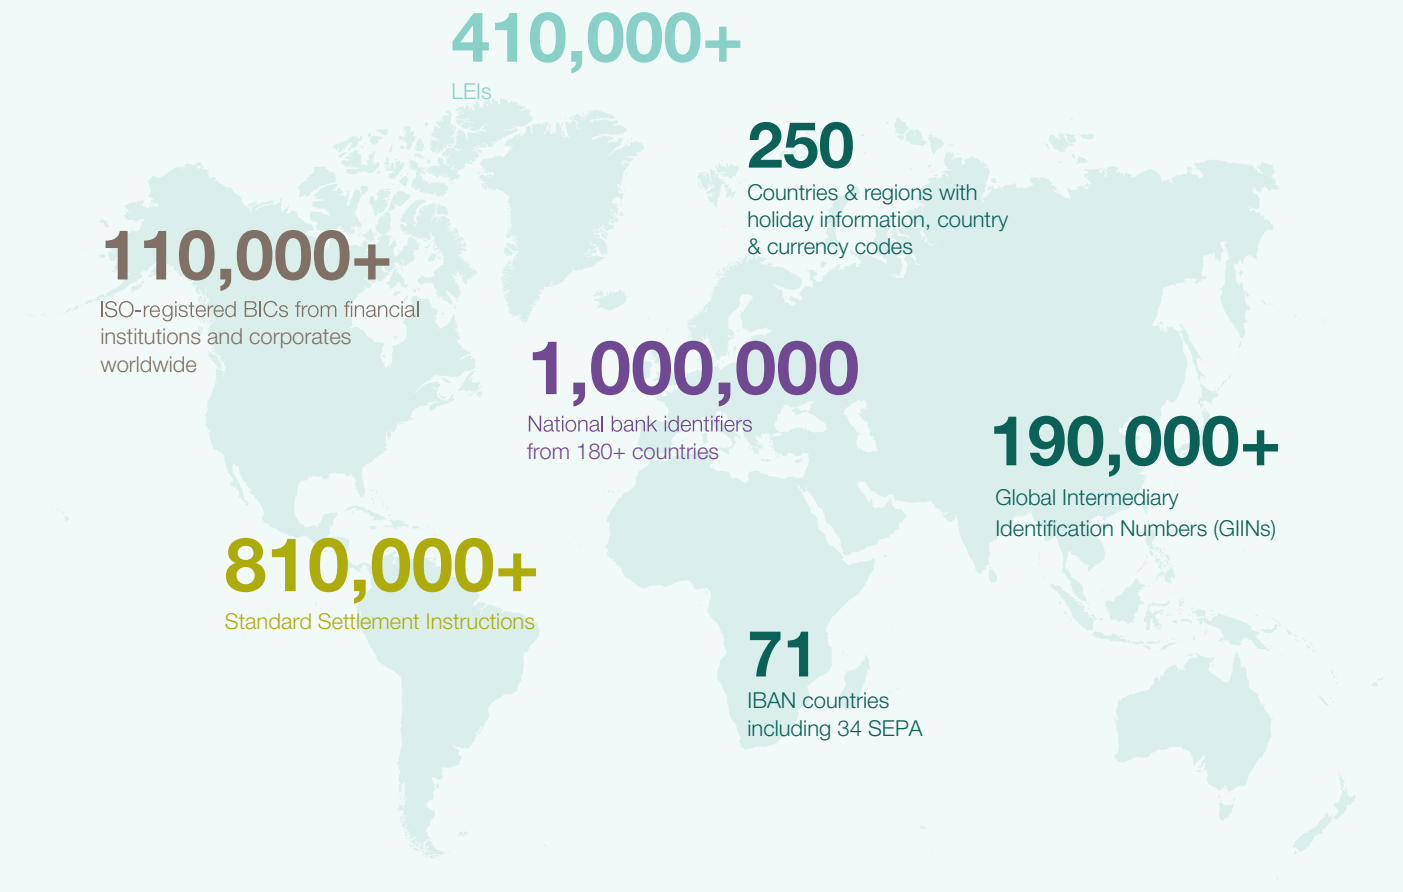 410,000+
LEIs
250
Countries & regions with
holiday information, country
& currency codes
110,000+
ISO-registered BICs from financial
institutions and corporates
worldwide
1,000,000
National bank identifiers
from 180+ countries
190,000+
Global Intermediary
Identification Numbers (GIINs)
810,000+
Standard Settlement Instructions
71
IBAN countries
including 34 SEPA